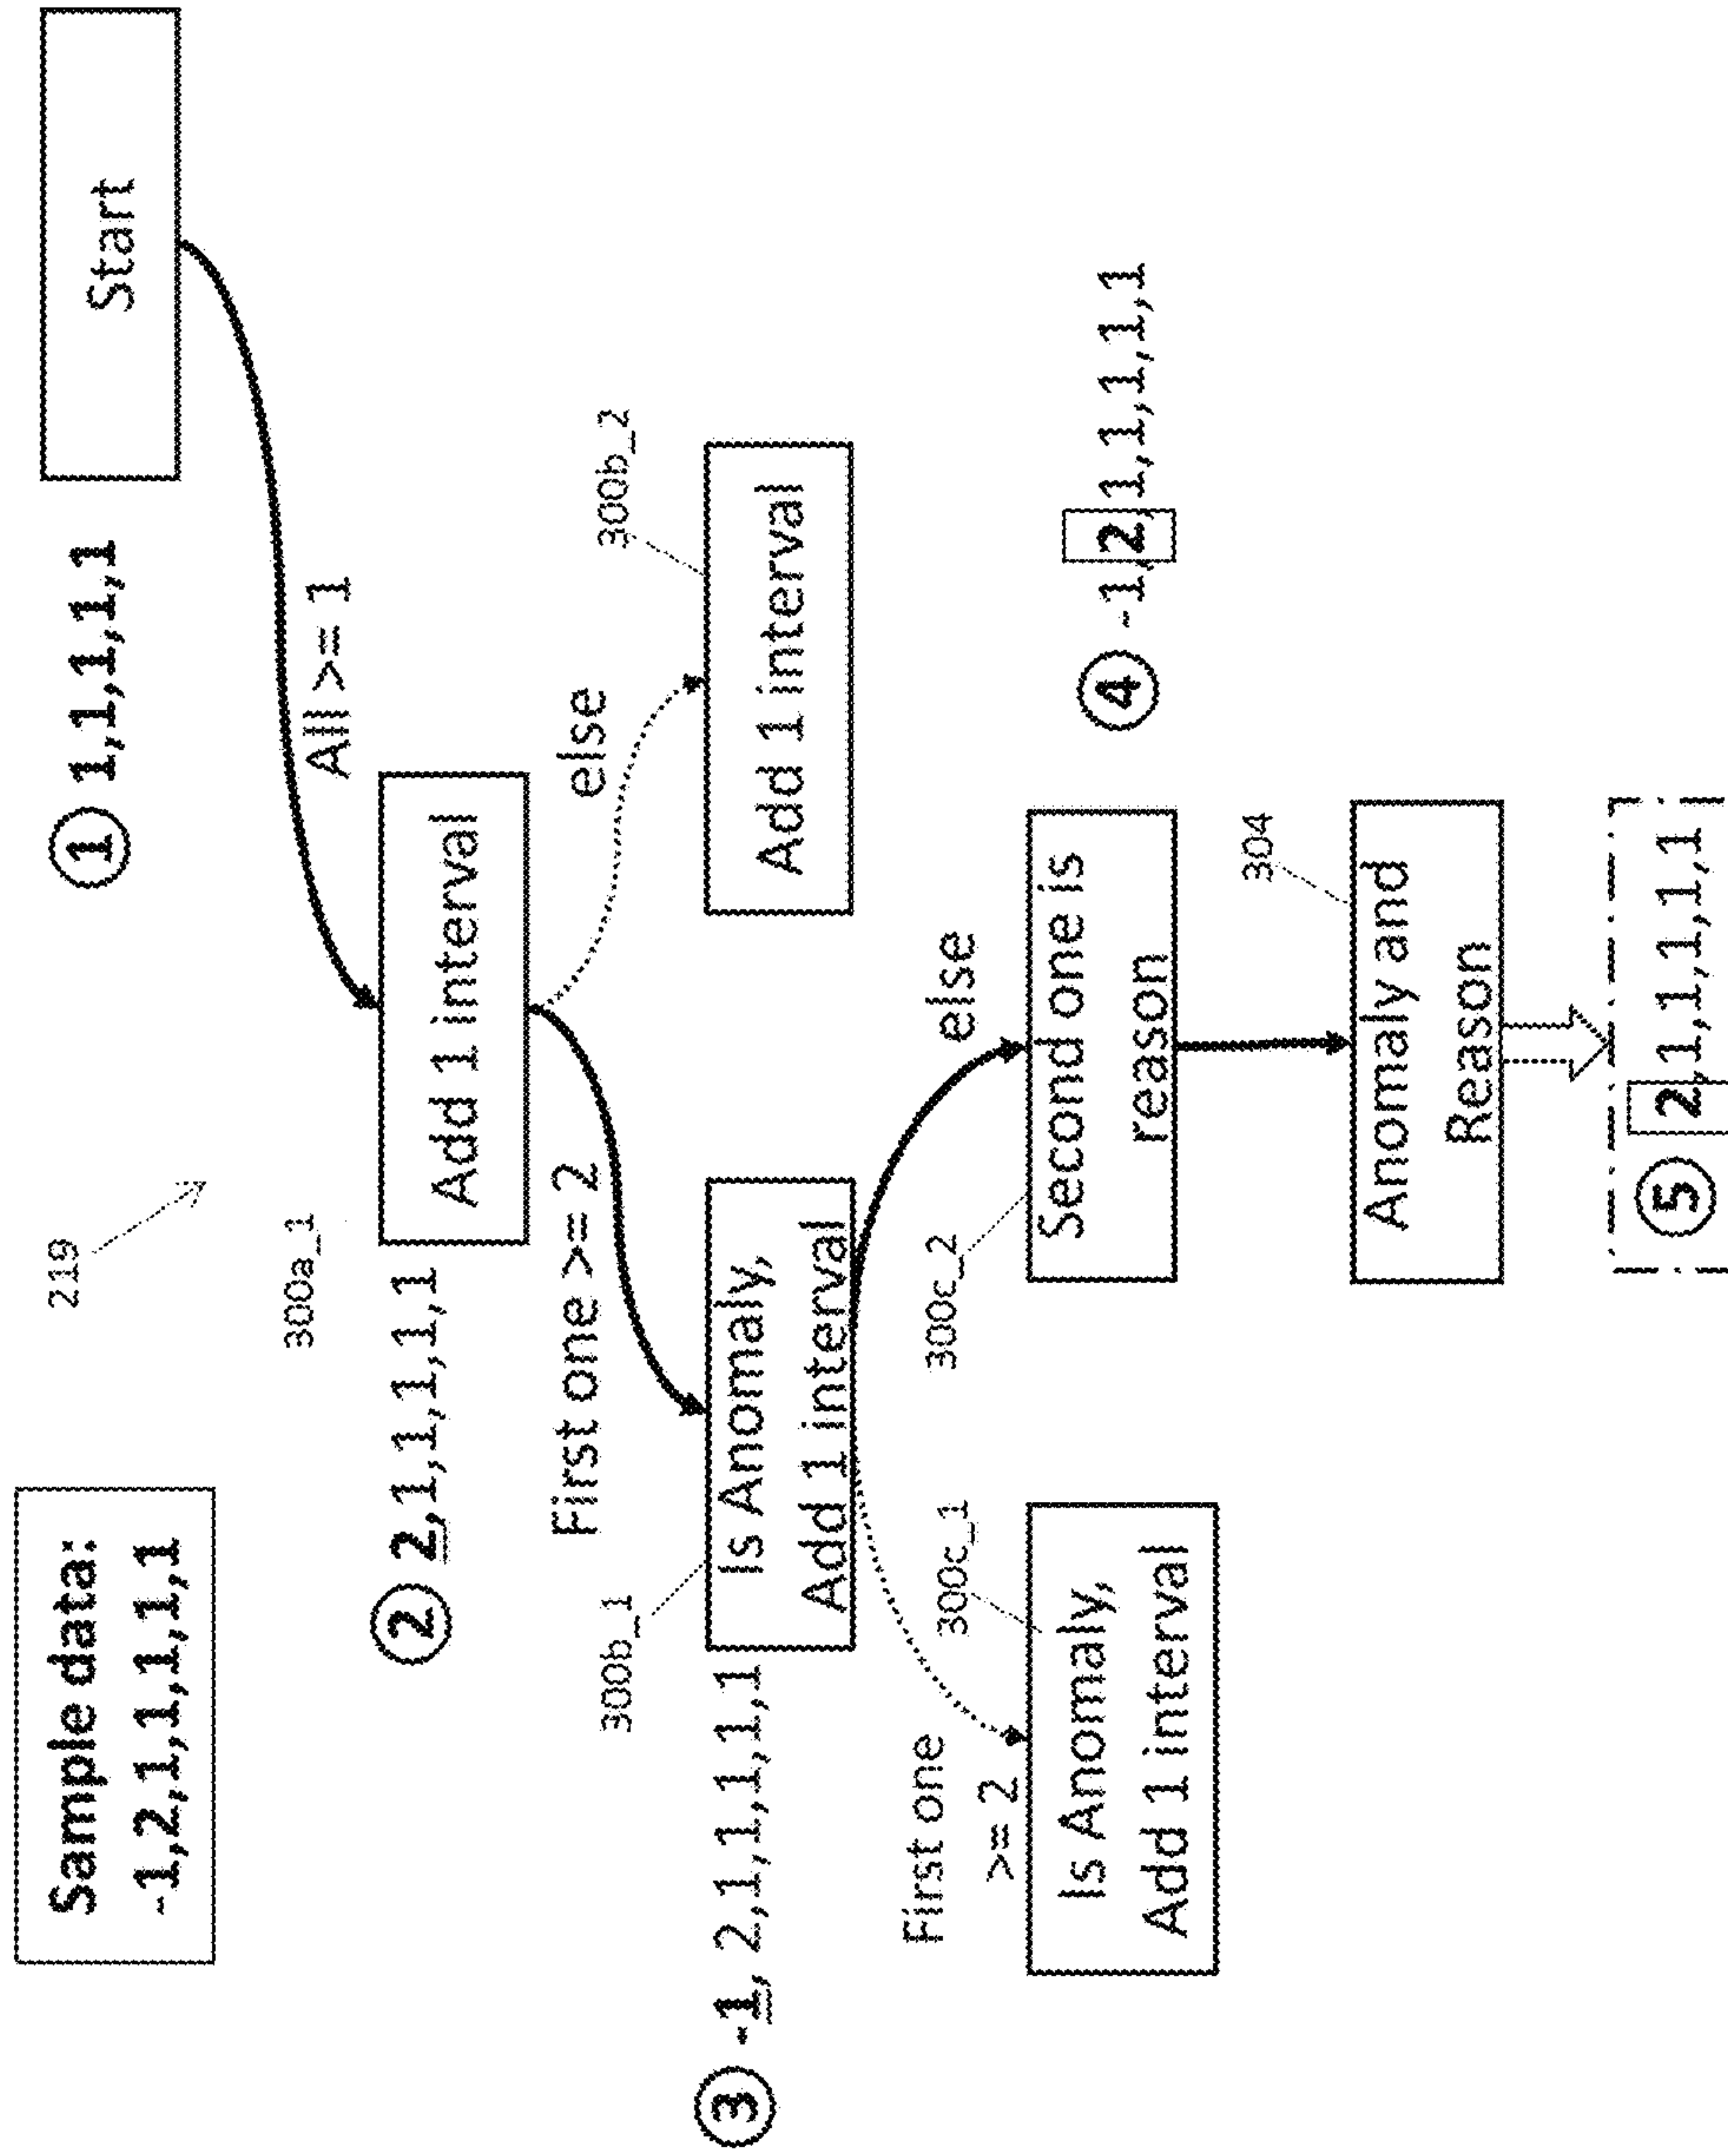 Sample data:
-1,2,1,1,1,1,1
219
① 1,1,1,1,1
Start
All >= 1
300a_1
② 2,1,1,1,1,1
Add 1 interval
First one >= 2
else
300b_1
300b_2
③ -1, 2,1,1,1,1,1
Is Anomaly,
Add 1 interval
Add 1 interval
First one
>= 2
300c_1
300c_2
else
Is Anomaly,
Add 1 interval
Second one is
reason
④ -1,2,1,1,1,1,1
304
Anomaly and
Reason
⑤ 2,1,1,1,1,1